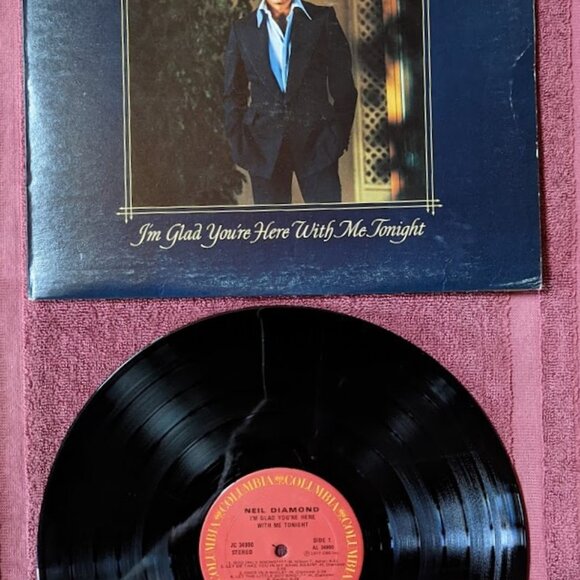 I'm Glad You're Here With Me Tonight
COLUMBIA COLUMBIA
NEIL DIAMOND
I'M GLAD YOU'RE HERE
WITH ME TONIGHT
JC 34990 SIDE 1
STEREO AL 34990